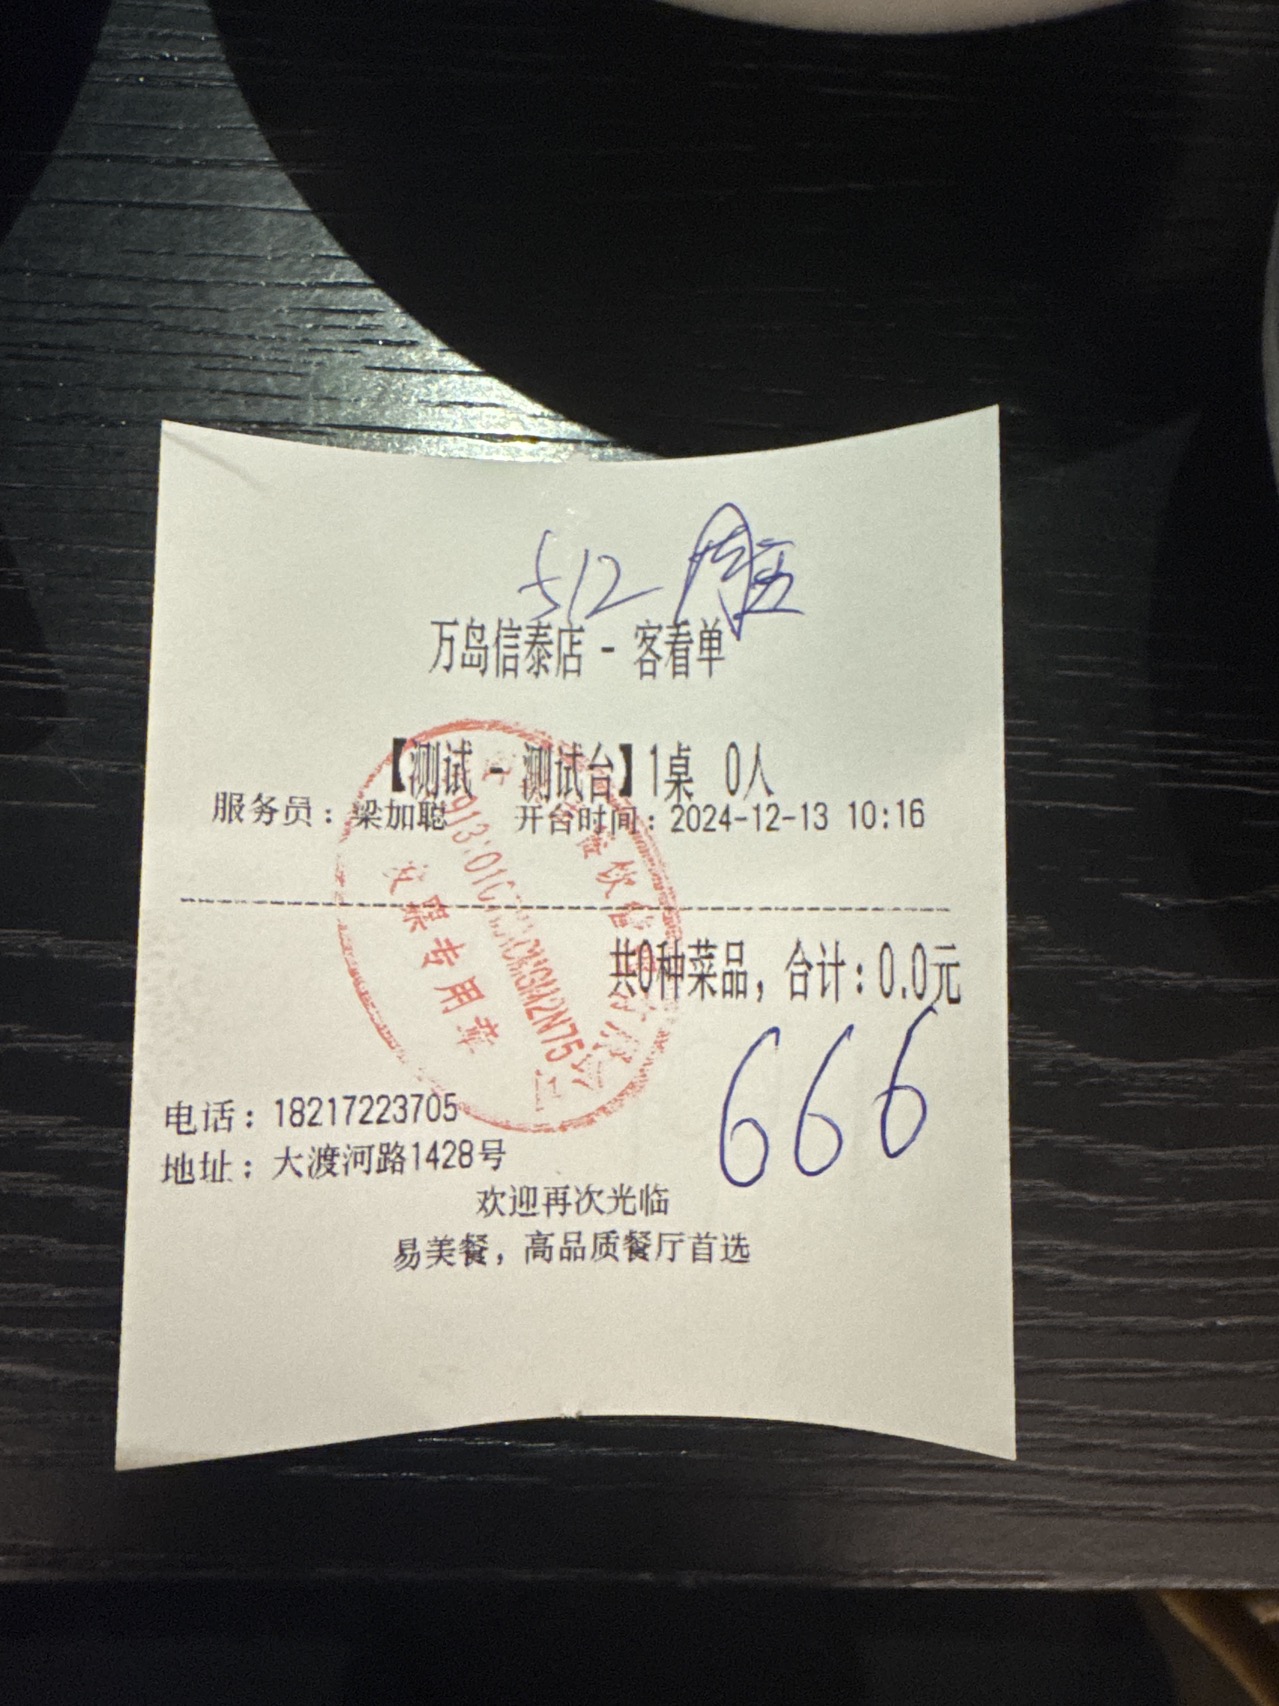 512
万岛信泰店 - 客看单
【测试 - 测试台】1桌 0人
服务员：梁加聪 开台时间：2024-12-13 10:16
共0种菜品，合计：0.0元
666
发票专用章
电话：18217223705
地址：大渡河路1428号
欢迎再次光临
易美餐，高品质餐厅首选